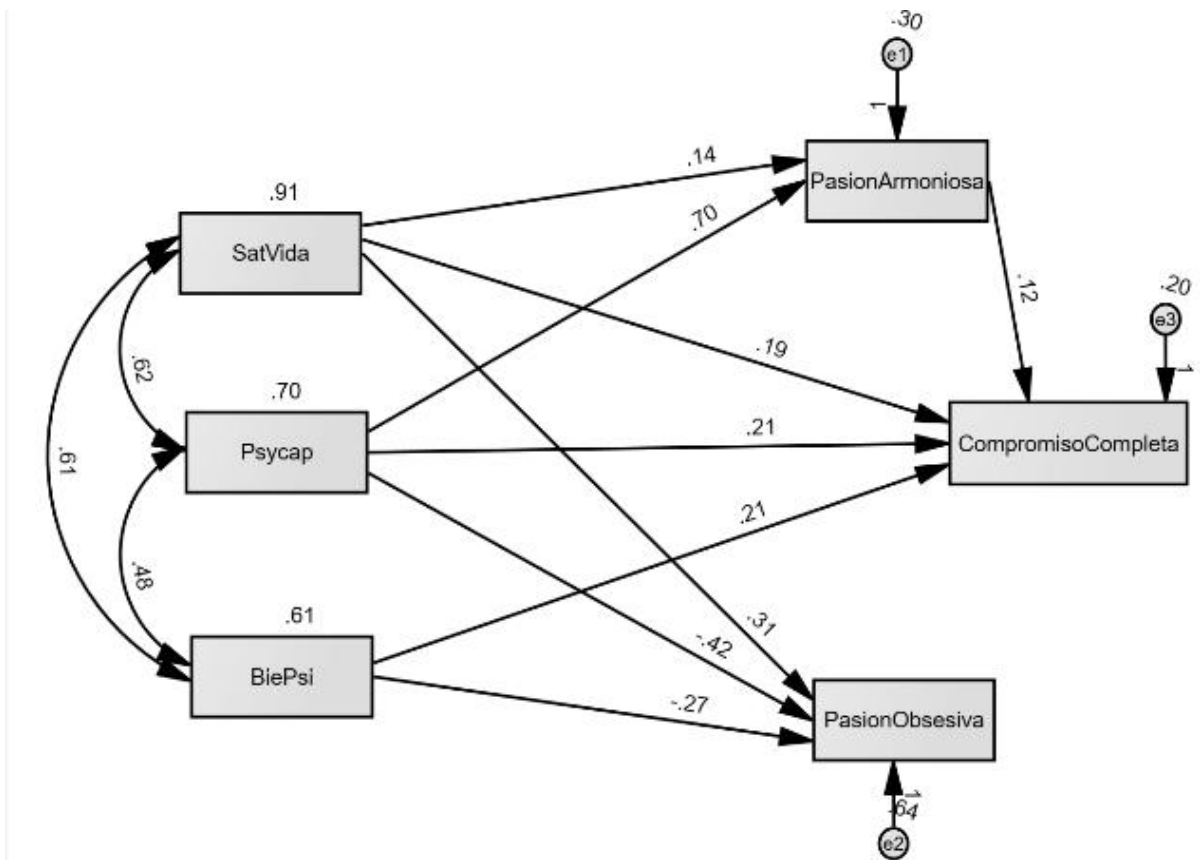 .30
e1
1
.14
PasionArmoniosa
.91
SatVida
.70
.12
.20
e3
1
.19
.62
.70
Psycap
.21
CompromisoCompleta
.61
.21
.48
.61
BiePsi
.31
-.42
-.27
PasionObsesiva
1
.64
e2